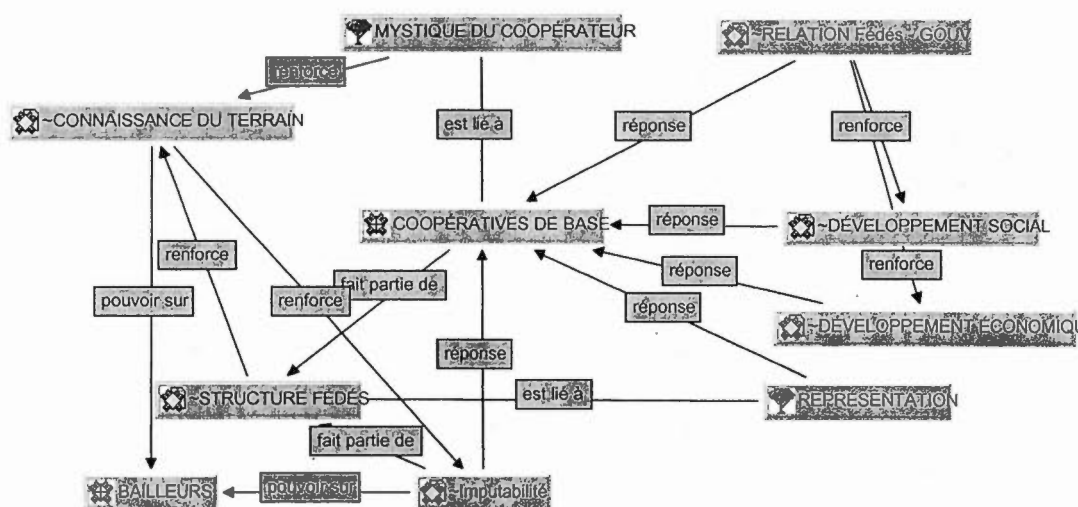 MYSTIQUE DU COOPÉRATEUR
~RELATION Fédés ~GOUV
renforce
~CONNAISSANCE DU TERRAIN
est lié à
réponse
renforce
COOPÉRATIVES DE BASE
réponse
~DÉVELOPPEMENT SOCIAL
renforce
réponse
renforce
fait partie de
pouvoir sur
renforce
réponse
~DÉVELOPPEMENT ÉCONOMIQUE
réponse
~STRUCTURE FÉDÉS
est lié à
REPRÉSENTATION
fait partie de
BAILLEURS
pouvoir sur
~Imputabilité